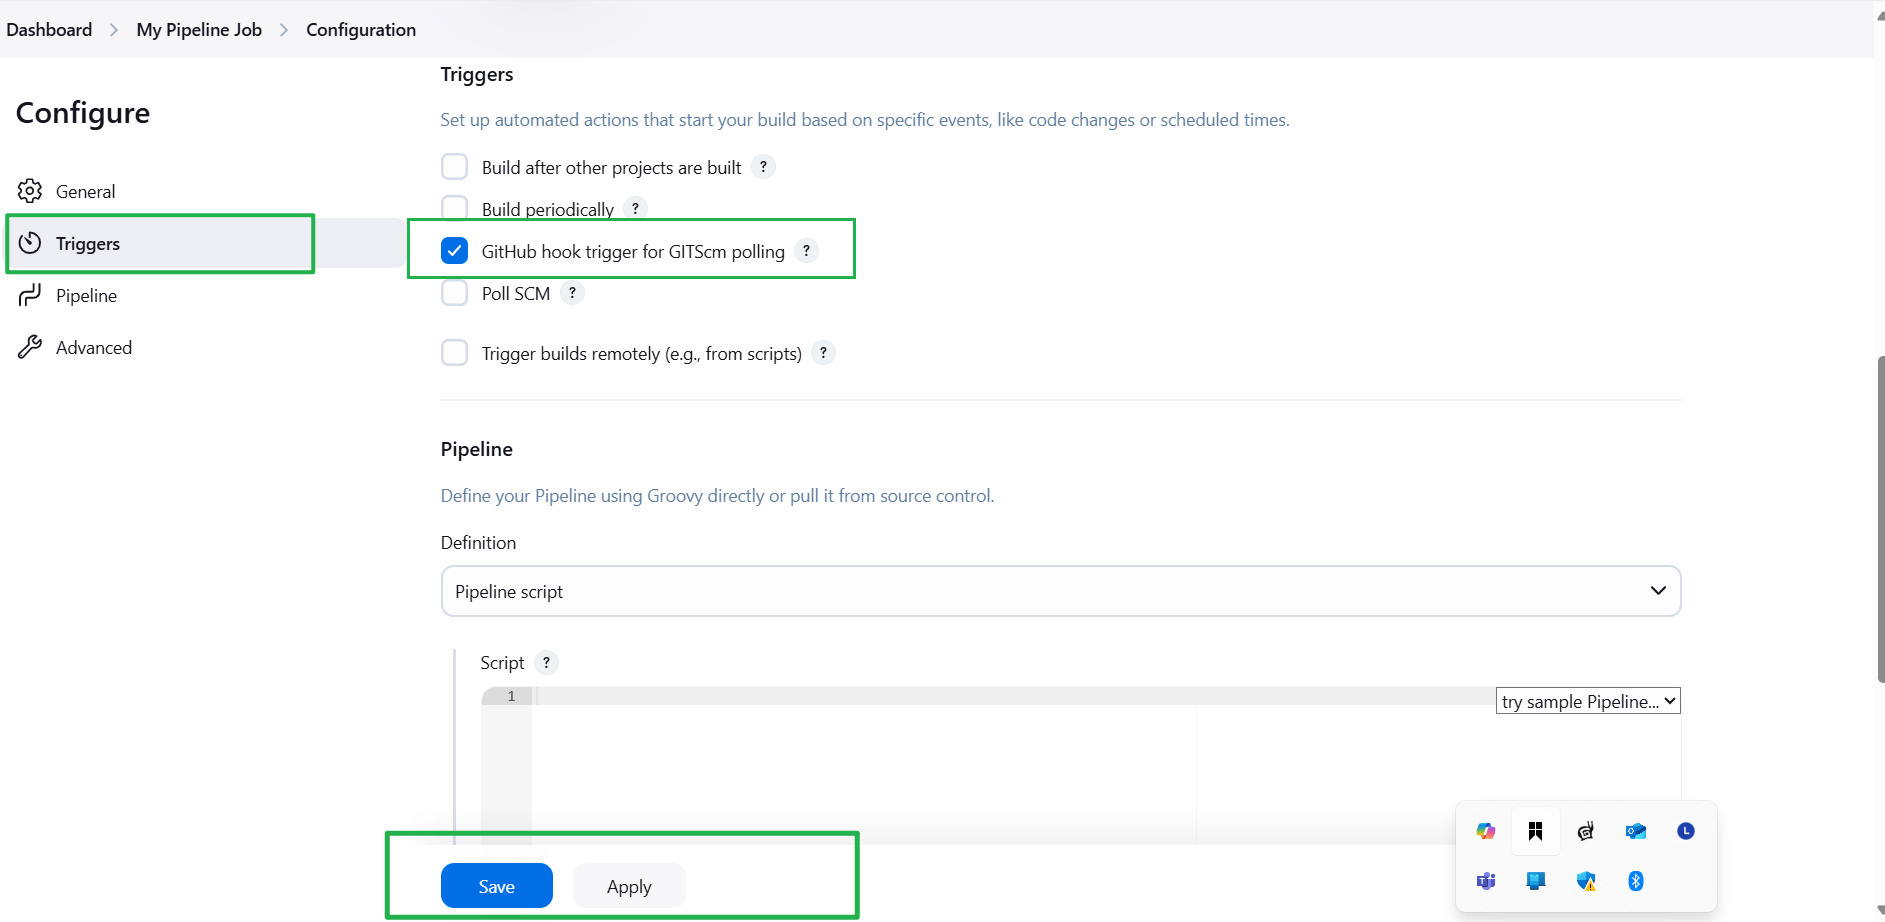 Dashboard > My Pipeline Job > Configuration
Configure
General
Triggers
Pipeline
Advanced
Triggers
Set up automated actions that start your build based on specific events, like code changes or scheduled times.
Build after other projects are built ?
Build periodically ?
GitHub hook trigger for GITScm polling ?
Poll SCM ?
Trigger builds remotely (e.g., from scripts) ?
Pipeline
Define your Pipeline using Groovy directly or pull it from source control.
Definition
Pipeline script
Script ?
1
try sample Pipeline...
Save Apply
L